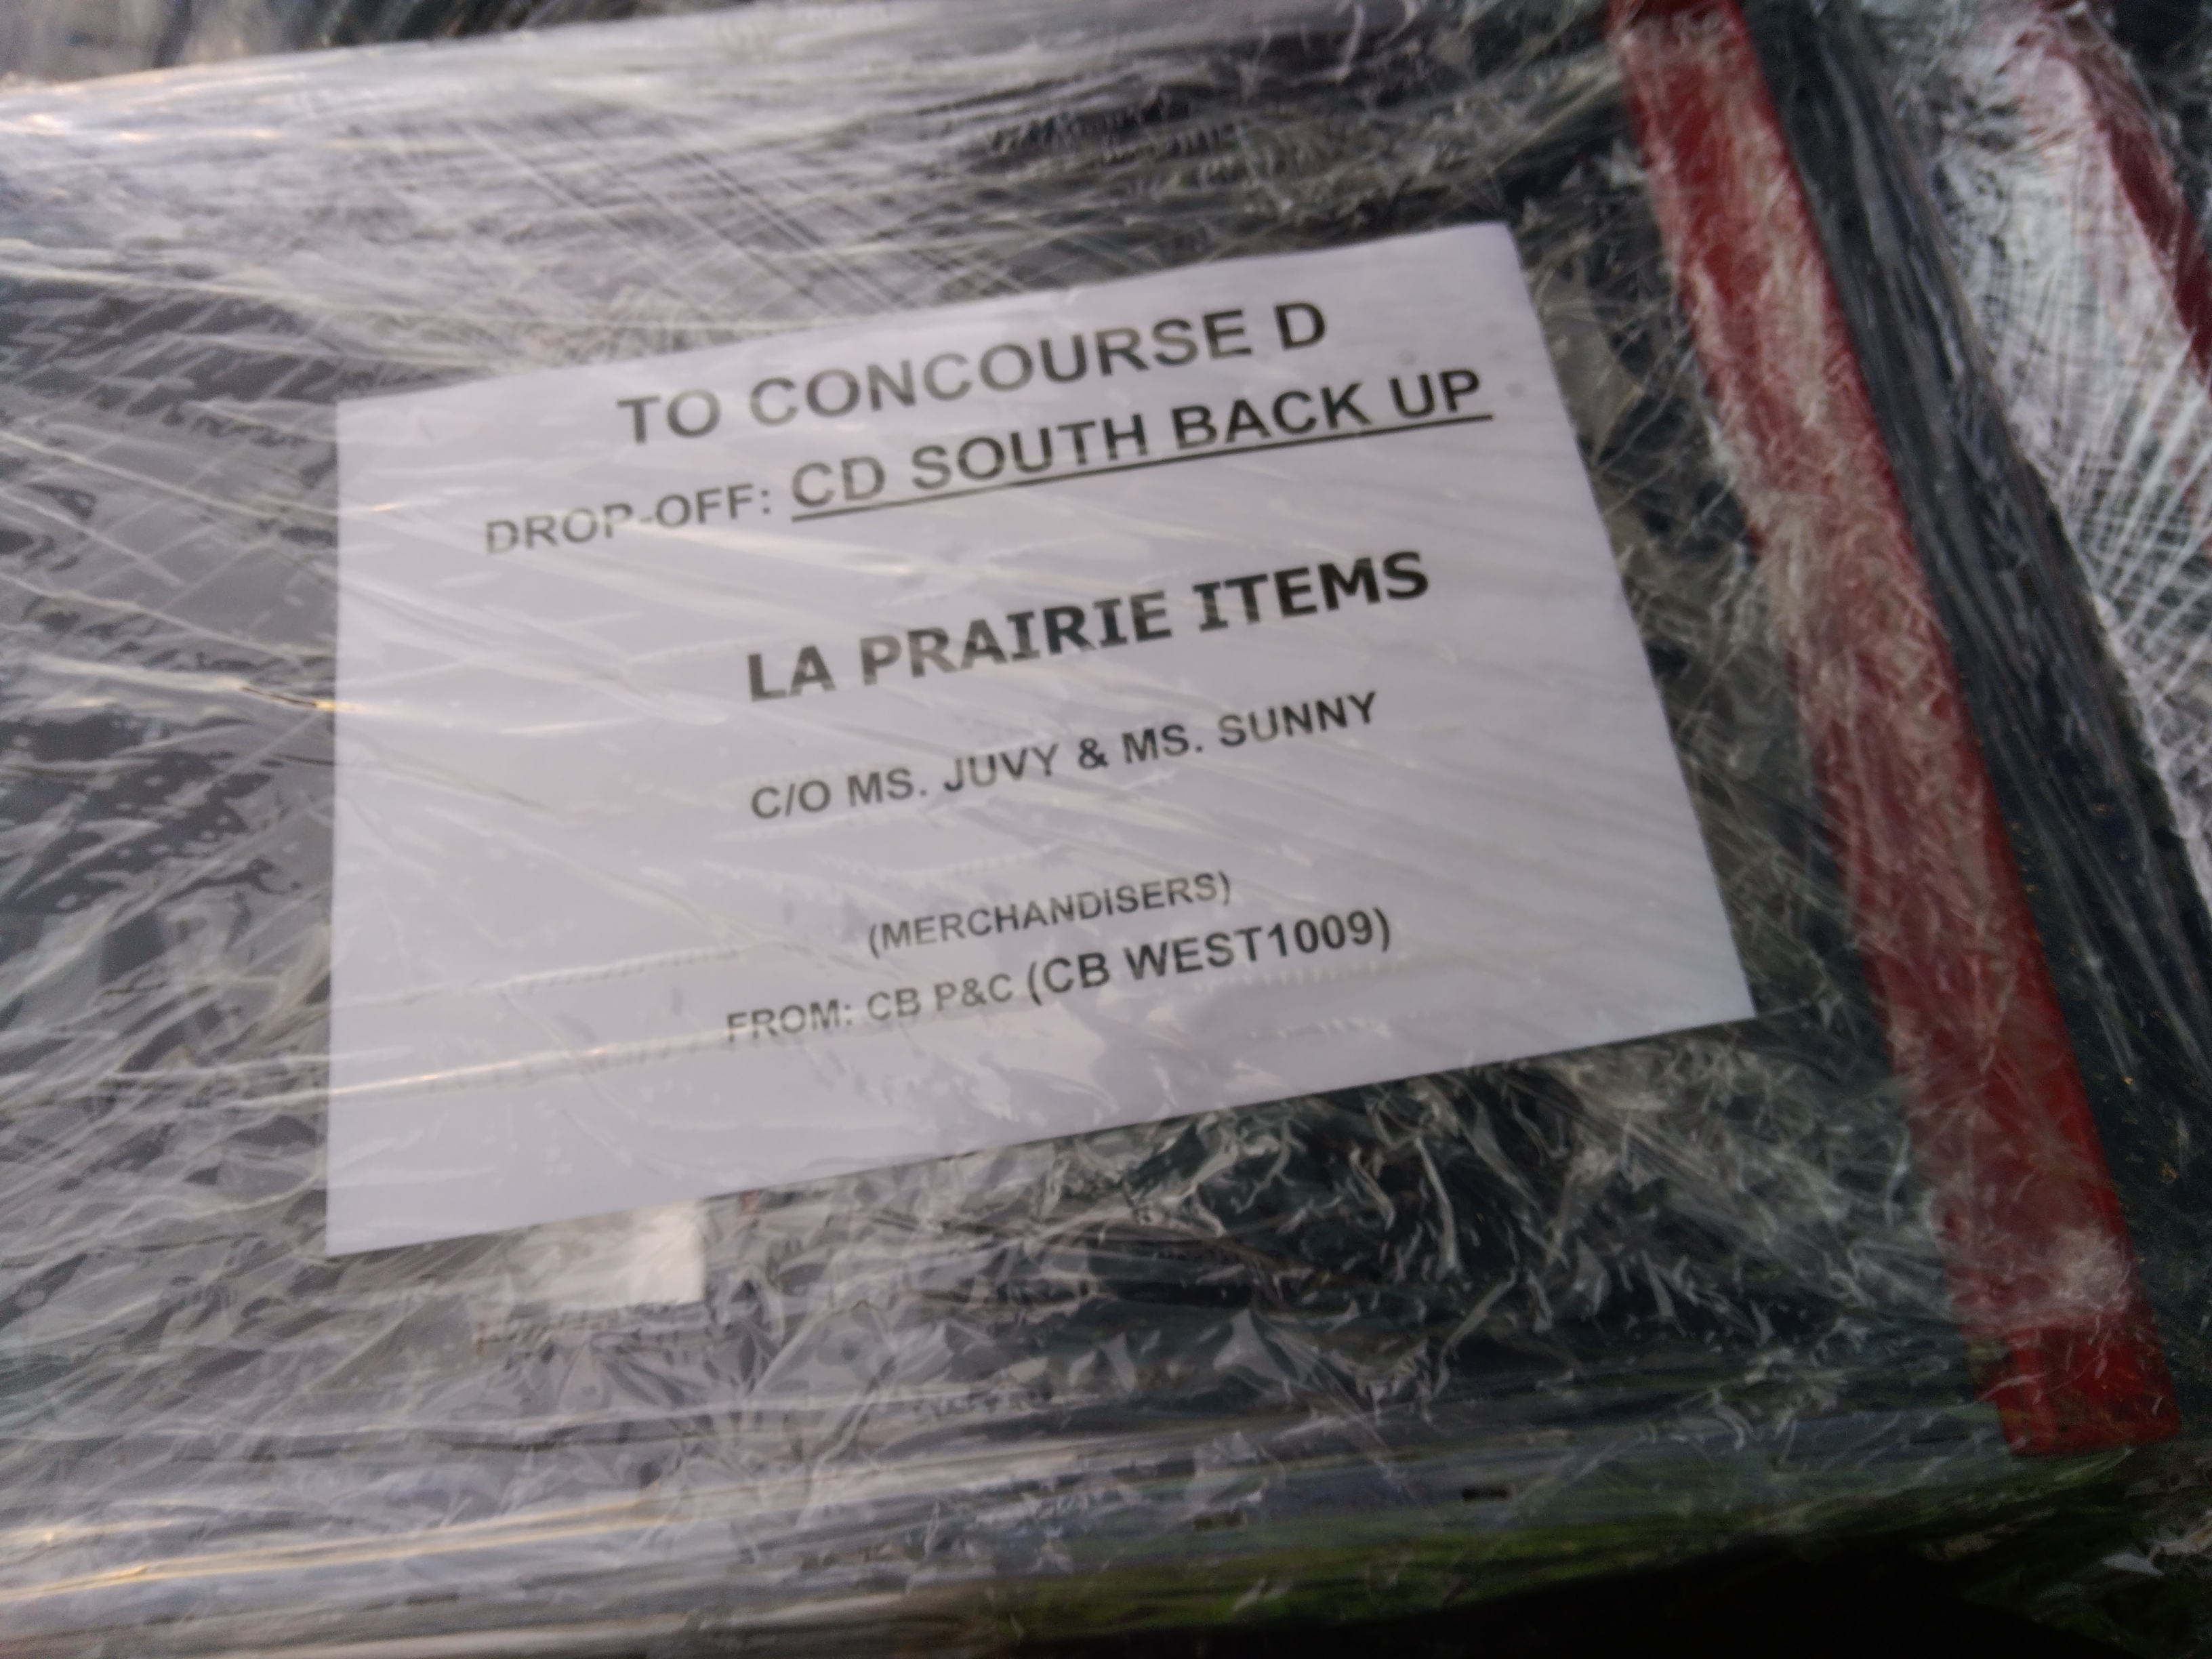 TO CONCOURSE D
DROP-OFF: CD SOUTH BACK UP
LA PRAIRIE ITEMS
C/O MS. JUVY & MS. SUNNY
(MERCHANDISERS)
FROM: CB P&C (CB WEST1009)